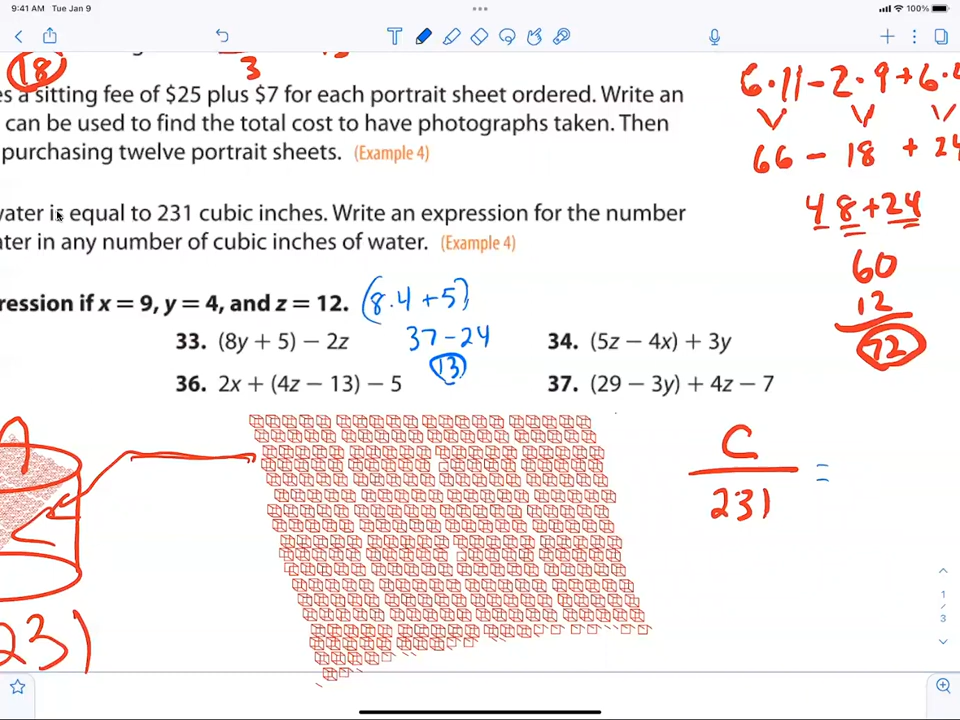 9:41 AM Tue Jan 9
100%
18
3
6·11-2·9+6·4
es a sitting fee of $25 plus $7 for each portrait sheet ordered. Write an
can be used to find the total cost to have photographs taken. Then
purchasing twelve portrait sheets. (Example 4)
66 - 18 + 24
48+24
60
12
72
water is equal to 231 cubic inches. Write an expression for the number
ater in any number of cubic inches of water. (Example 4)
ression if x = 9, y = 4, and z = 12.
(8·4 +5)
33. (8y + 5) − 2z
37-24
34. (5z − 4x) + 3y
13
36. 2x + (4z − 13) − 5
37. (29 − 3y) + 4z − 7
C
231
=
231
1
/
3